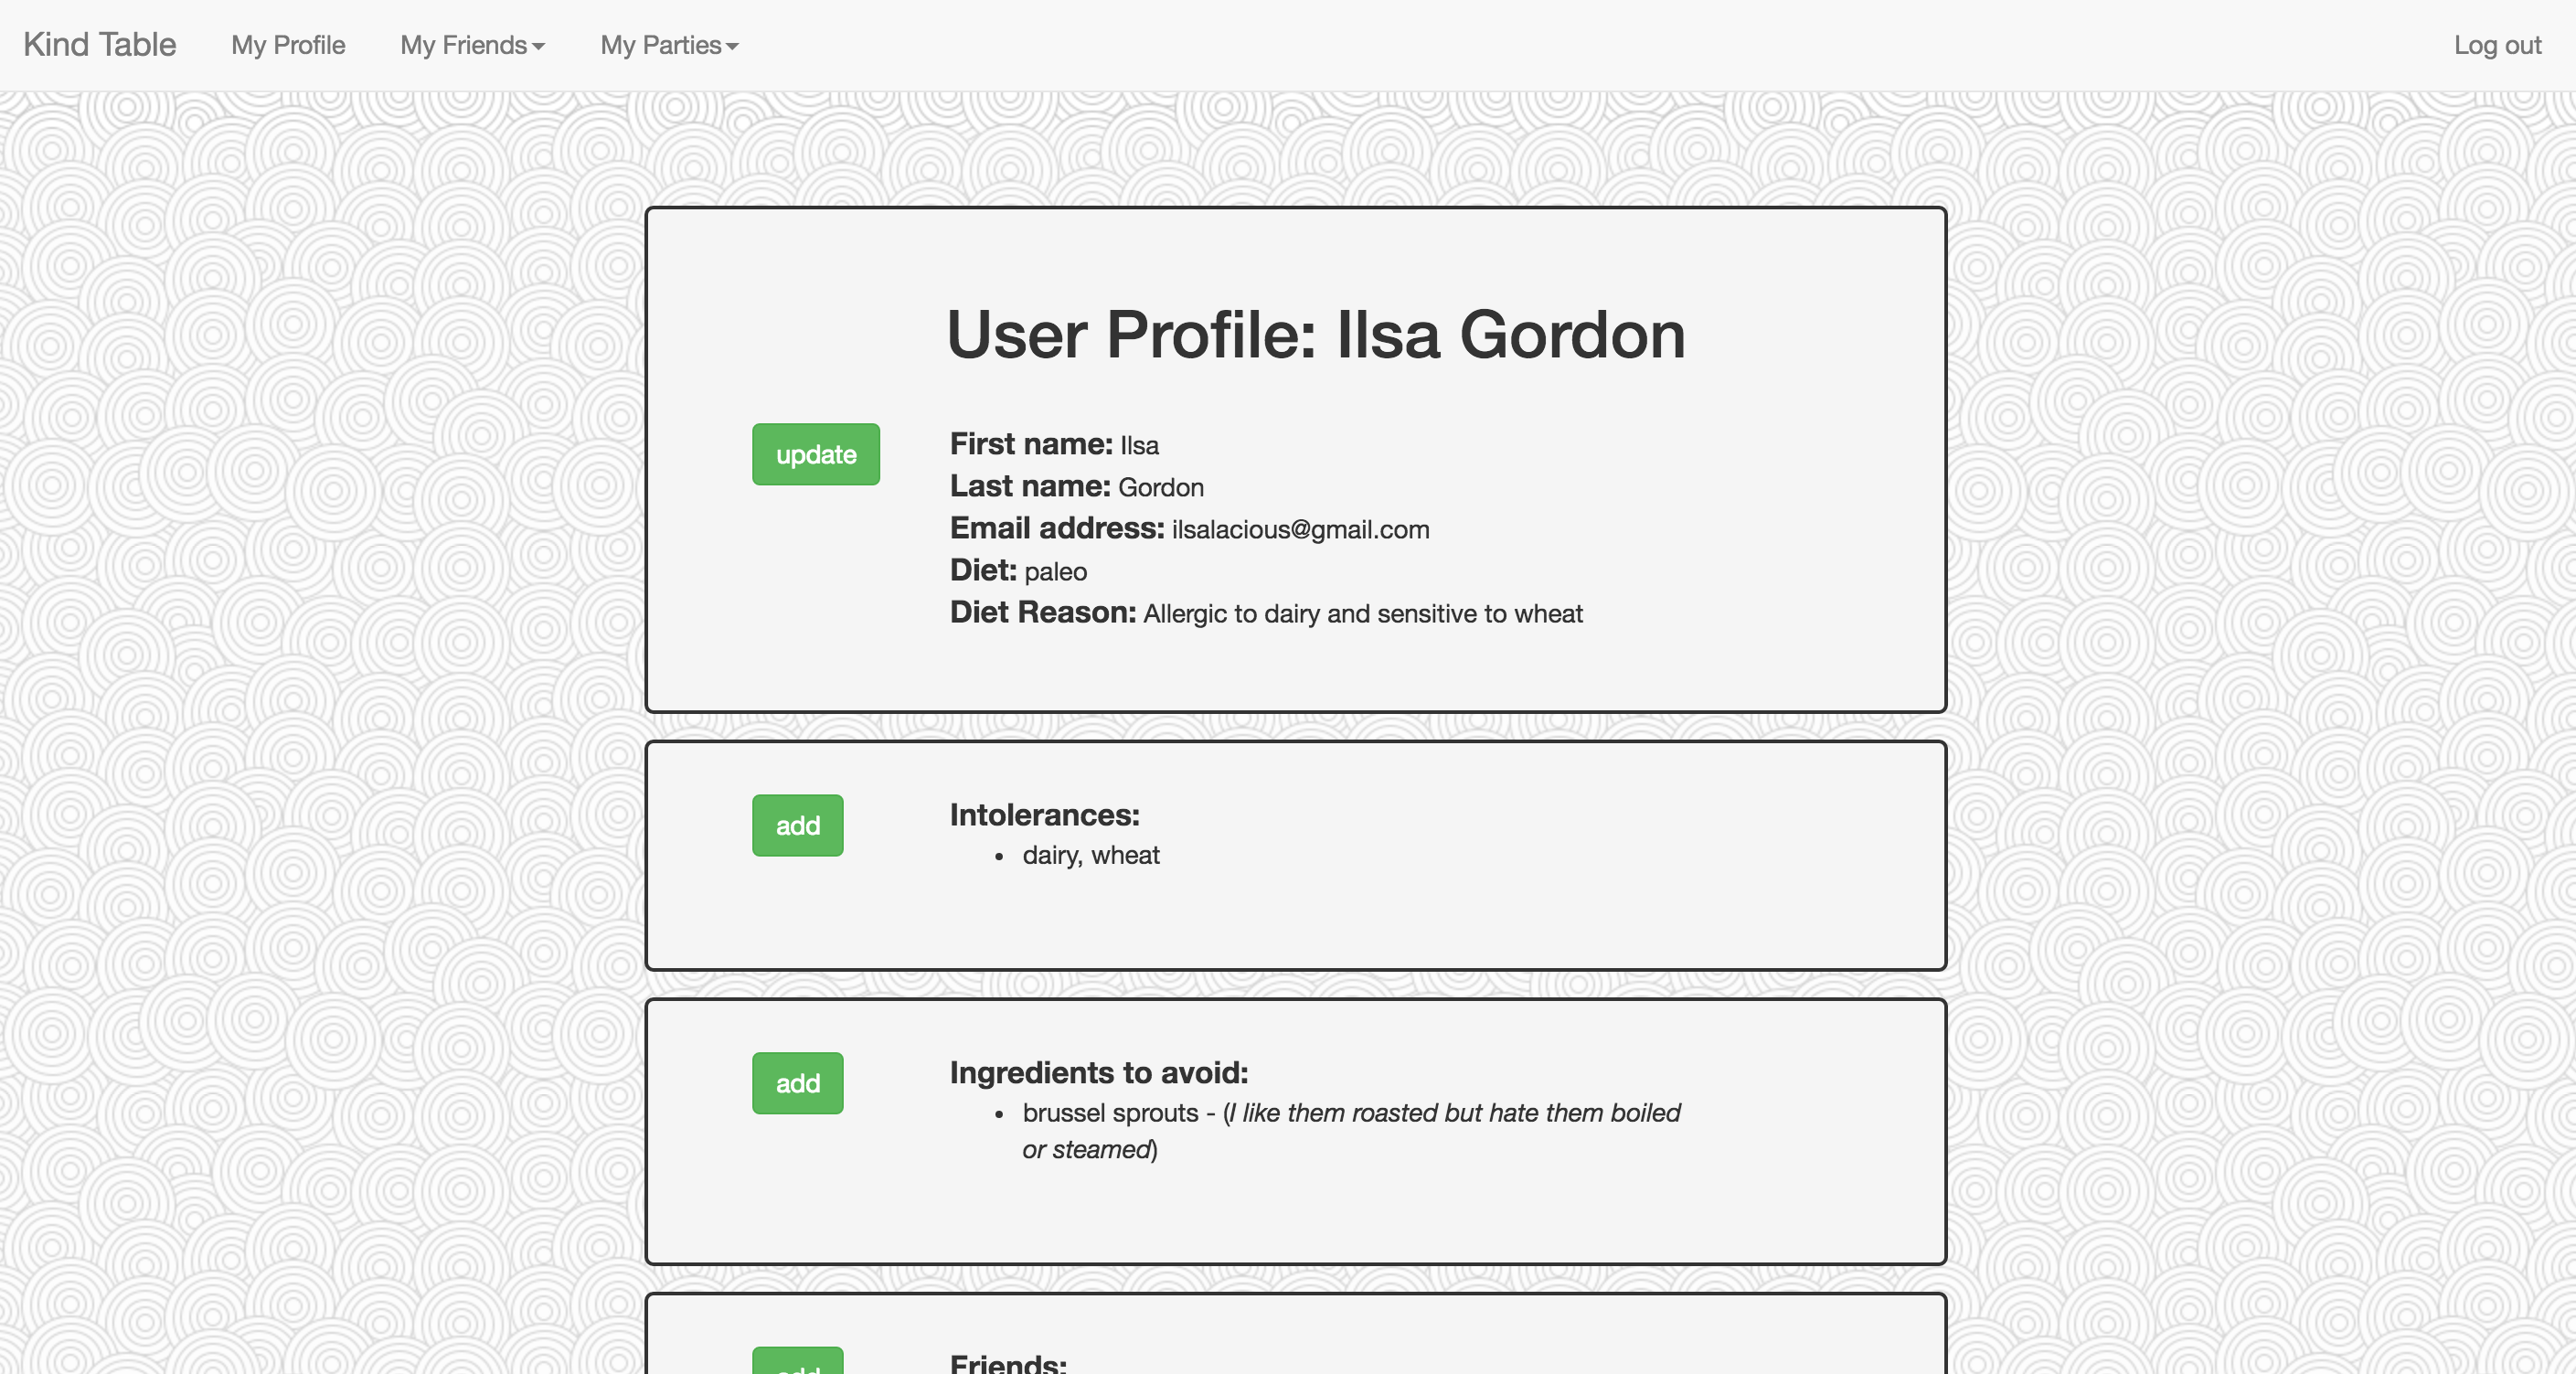 Kind Table My Profile My Friends My Parties Log out
User Profile: Ilsa Gordon
update
First name: Ilsa
Last name: Gordon
Email address: ilsalacious@gmail.com
Diet: paleo
Diet Reason: Allergic to dairy and sensitive to wheat
add
Intolerances:
• dairy, wheat
add
Ingredients to avoid:
• brussel sprouts - (I like them roasted but hate them boiled
or steamed)
add
Friends: